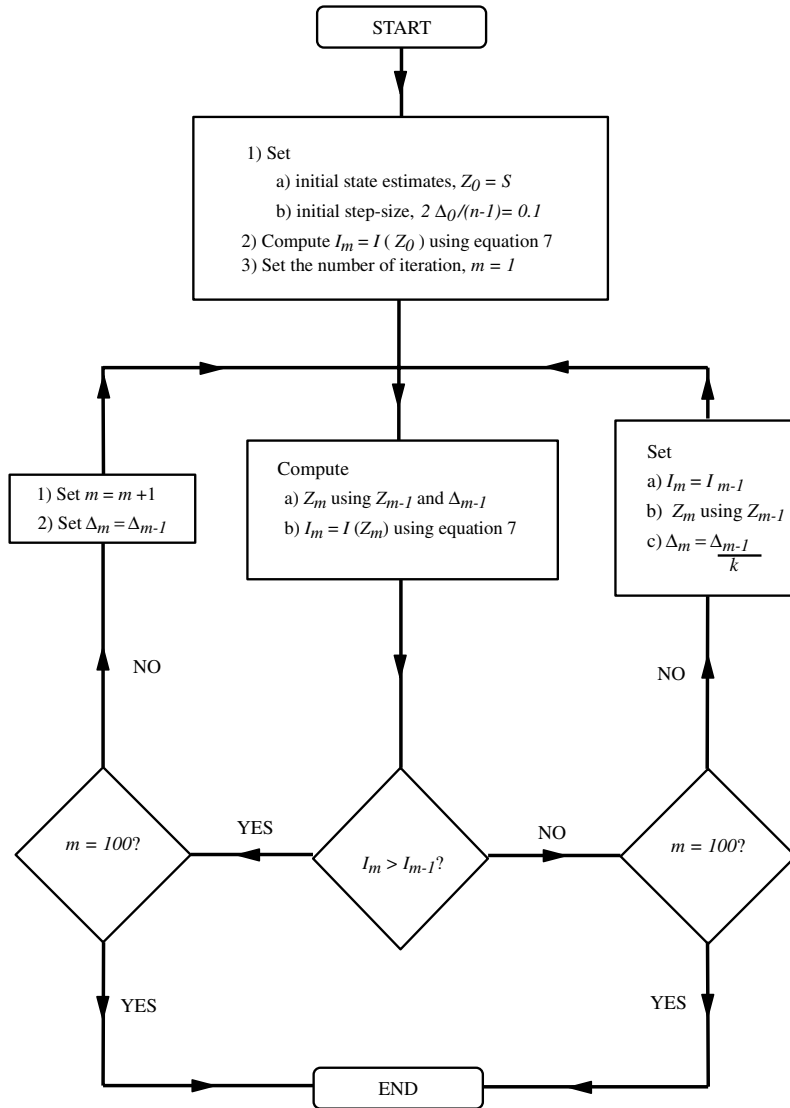 START
1) Set
a) initial state estimates, Z₀ = S
b) initial step-size, 2 Δ₀/(n-1)= 0.1
2) Compute Iₘ = I ( Z₀ ) using equation 7
3) Set the number of iteration, m = 1
1) Set m = m +1
2) Set Δₘ = Δₘ₋₁
Compute
a) Zₘ using Zₘ₋₁ and Δₘ₋₁
b) Iₘ = I (Zₘ) using equation 7
Set
a) Iₘ = I ₘ₋₁
b) Zₘ using Zₘ₋₁
c) Δₘ = Δₘ₋₁
k
NO
NO
m = 100?
YES
Iₘ > Iₘ₋₁?
NO
m = 100?
YES
YES
END